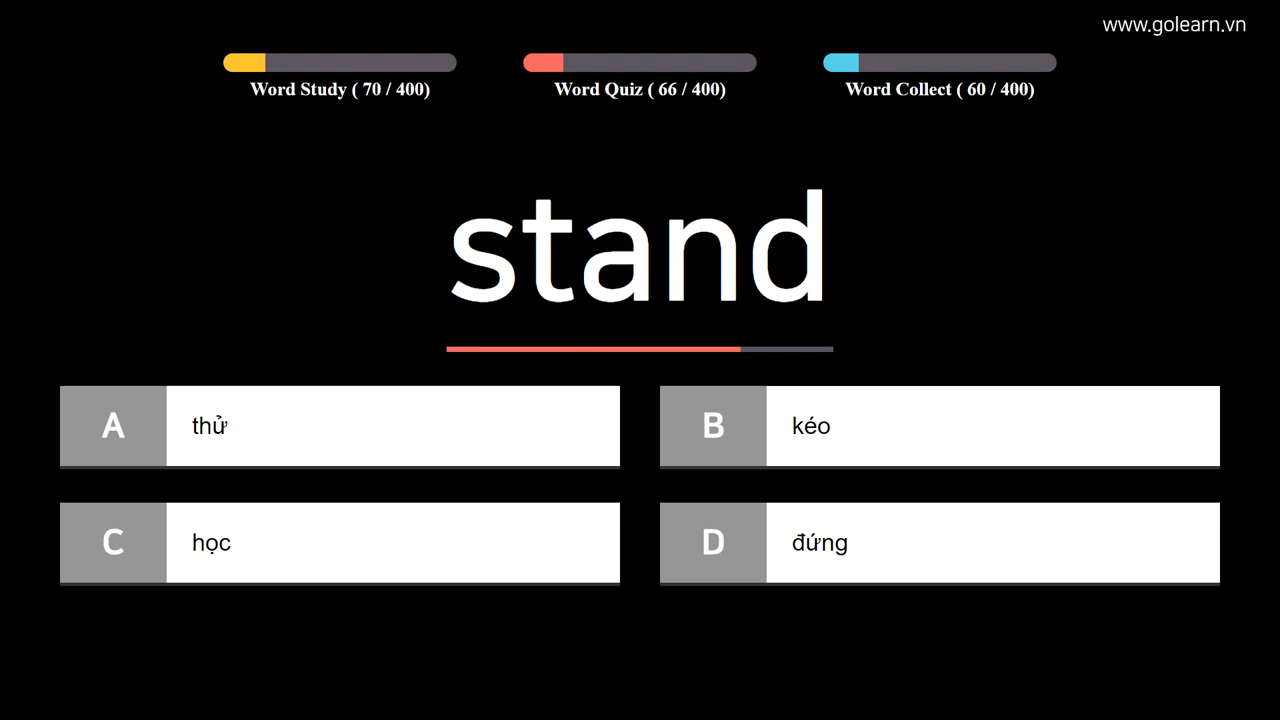 www.golearn.vn
Word Study ( 70 / 400)
Word Quiz ( 66 / 400)
Word Collect ( 60 / 400)
stand
A thử
B kéo
C học
D đứng